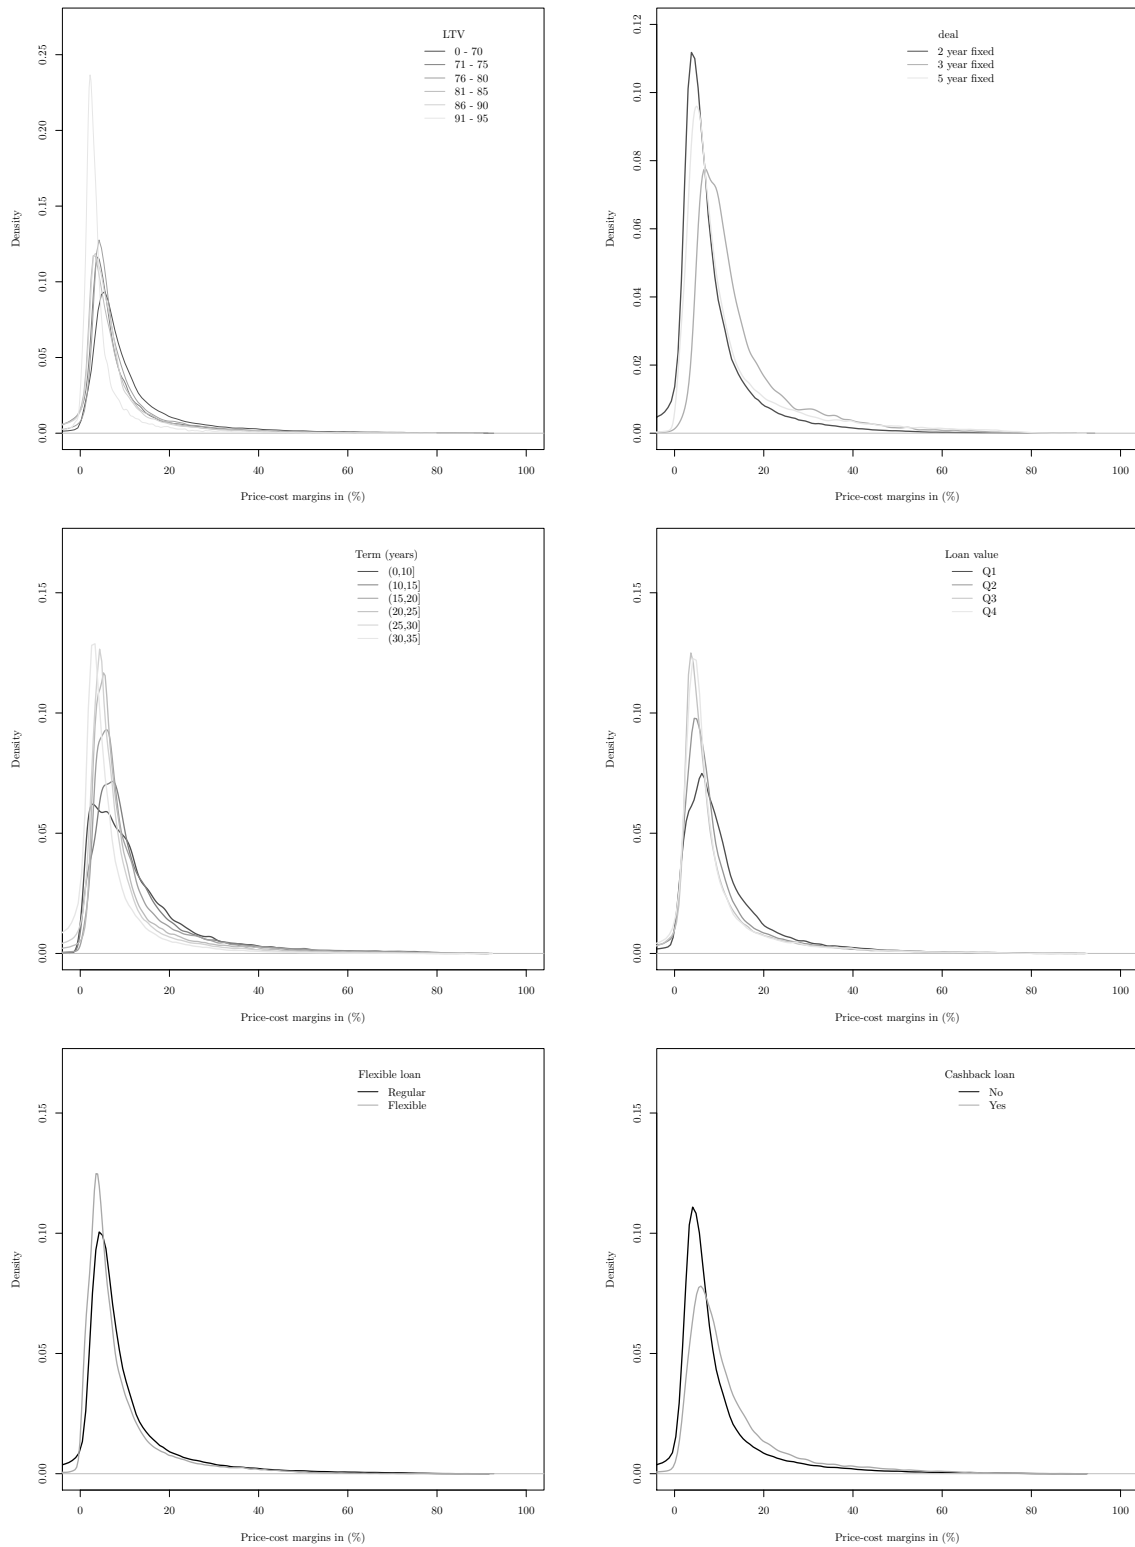 LTV
0 - 70
71 - 75
76 - 80
81 - 85
86 - 90
91 - 95
0.25
0.20
0.15
0.10
0.05
0.00
Density
0 20 40 60 80 100
Price-cost margins in (%)
deal
2 year fixed
3 year fixed
5 year fixed
0.12
0.10
0.08
0.06
0.04
0.02
0.00
Density
0 20 40 60 80 100
Price-cost margins in (%)
Term (years)
(0,10]
(10,15]
(15,20]
(20,25]
(25,30]
(30,35]
0.15
0.10
0.05
0.00
Density
0 20 40 60 80 100
Price-cost margins in (%)
Loan value
Q1
Q2
Q3
Q4
0.15
0.10
0.05
0.00
Density
0 20 40 60 80 100
Price-cost margins in (%)
Flexible loan
Regular
Flexible
0.15
0.10
0.05
0.00
Density
0 20 40 60 80 100
Price-cost margins in (%)
Cashback loan
No
Yes
0.15
0.10
0.05
0.00
Density
0 20 40 60 80 100
Price-cost margins in (%)